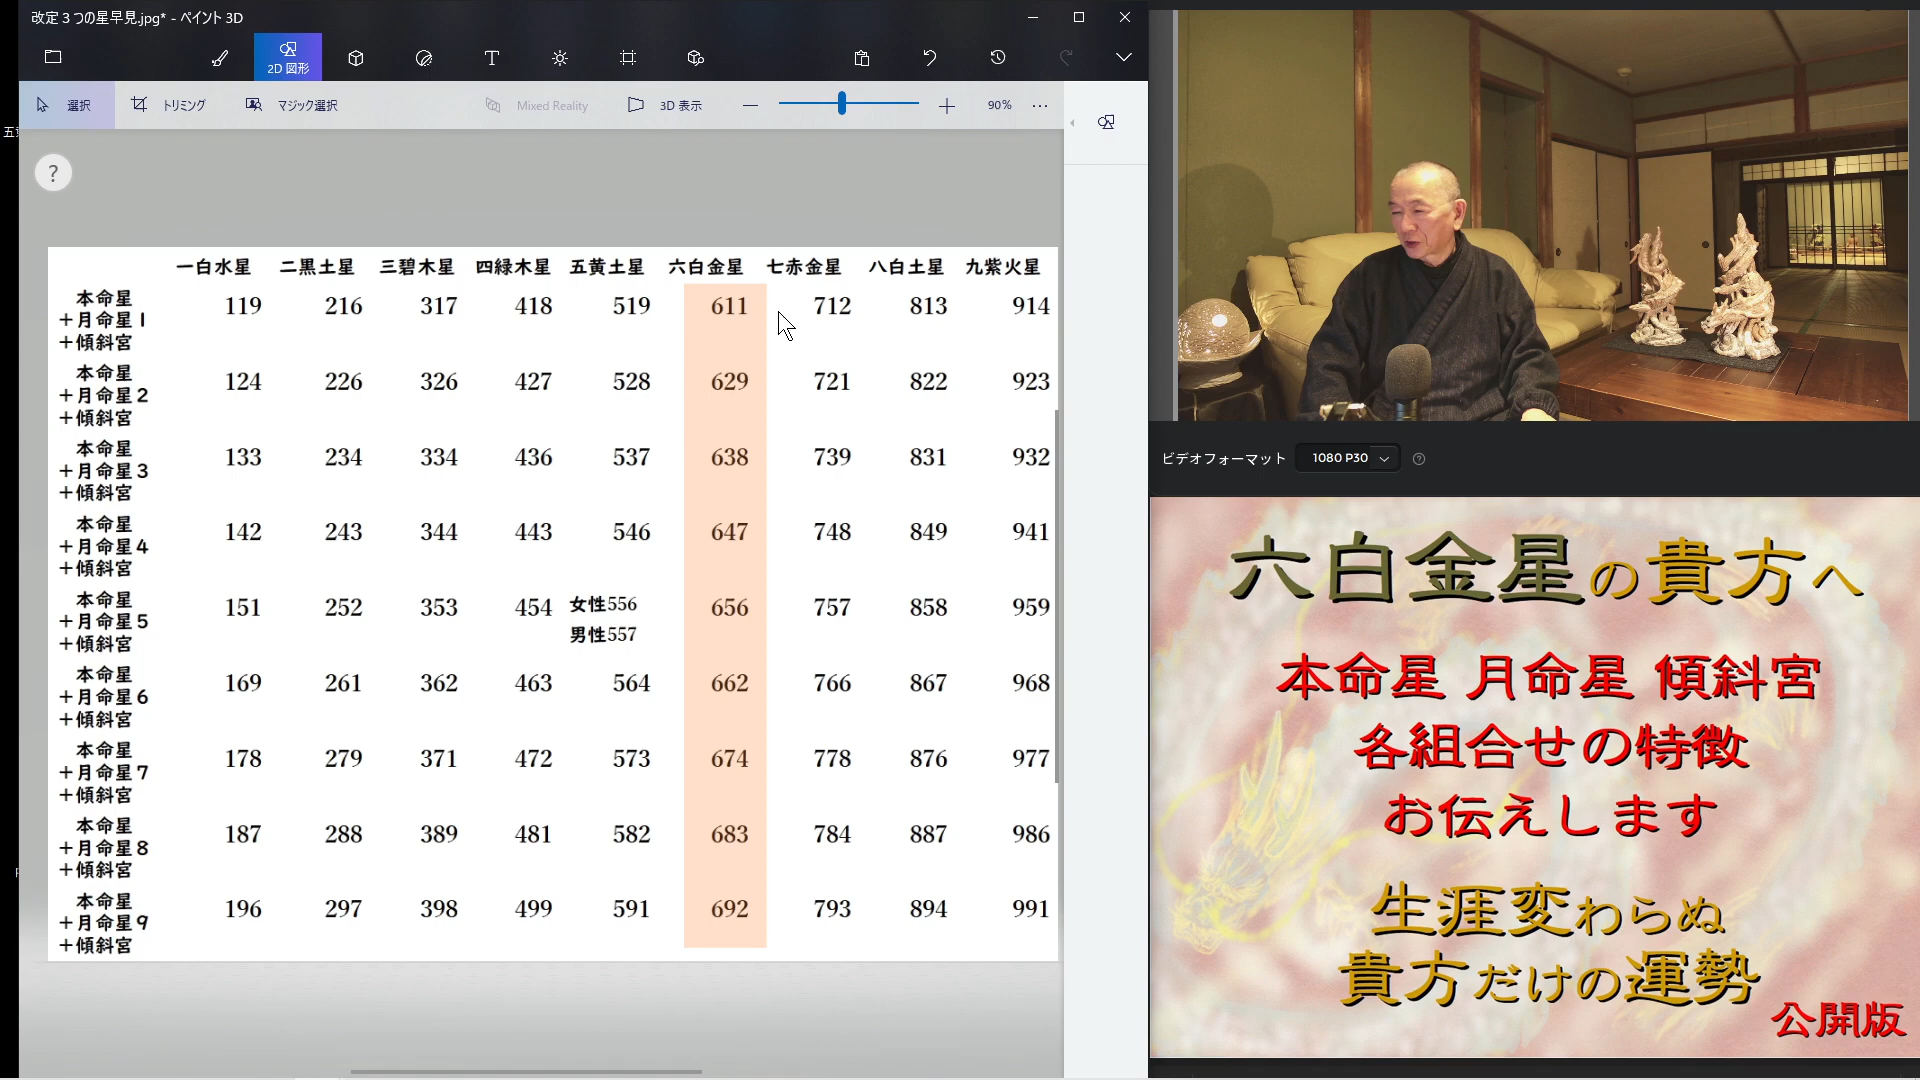 改定３つの星早見.jpg* - ペイント 3D
2D 図形
選択 トリミング マジック選択 Mixed Reality 3D 表示 90%
?
一白水星 二黒土星 三碧木星 四緑木星 五黄土星 六白金星 七赤金星 八白土星 九紫火星
本命星
＋月命星1
＋傾斜宮
119 216 317 418 519 611 712 813 914
本命星
＋月命星2
＋傾斜宮
124 226 326 427 528 629 721 822 923
本命星
＋月命星3
＋傾斜宮
133 234 334 436 537 638 739 831 932
本命星
＋月命星4
＋傾斜宮
142 243 344 443 546 647 748 849 941
本命星
＋月命星5
＋傾斜宮
151 252 353 454 女性556 656 757 858 959
男性557
本命星
＋月命星6
＋傾斜宮
169 261 362 463 564 662 766 867 968
本命星
＋月命星7
＋傾斜宮
178 279 371 472 573 674 778 876 977
本命星
＋月命星8
＋傾斜宮
187 288 389 481 582 683 784 887 986
本命星
＋月命星9
＋傾斜宮
196 297 398 499 591 692 793 894 991
ビデオフォーマット 1080 P30
六白金星の貴方へ
本命星 月命星 傾斜宮
各組合せの特徴
お伝えします
生涯変わらぬ
貴方だけの運勢
公開版